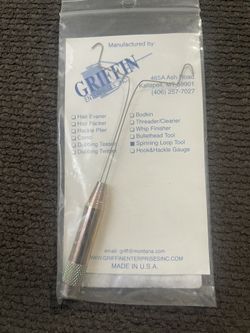 Manufactured by
GRIFFIN
465A Ash Road
Kalispell, MT 59901
(406) 257-7027
Hair Evener
Hair Packer
Hackle Plier
Comb
Dubbing Teaser
Dubbing Twister
Bodkin
Threader/Cleaner
Whip Finisher
Bullethead Tool
Spinning Loop Tool
Hook&Hackle Gauge
email: griff@montana.com
WWW.GRIFFINENTERPRISESINC.COM
MADE IN U.S.A.